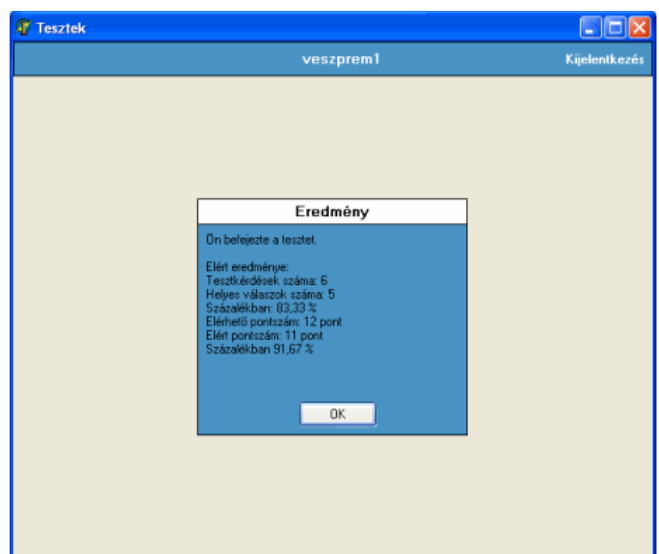 Tesztek
veszprem1
Kijelentkezés
Eredmény
Ön befejezte a tesztet.
Elért eredménye:
Tesztkérdések száma: 6
Helyes válaszok száma: 5
Százalékban: 83,33 %
Elérhető pontszám: 12 pont
Elért pontszám: 11 pont
Százalékban 91,67 %
OK